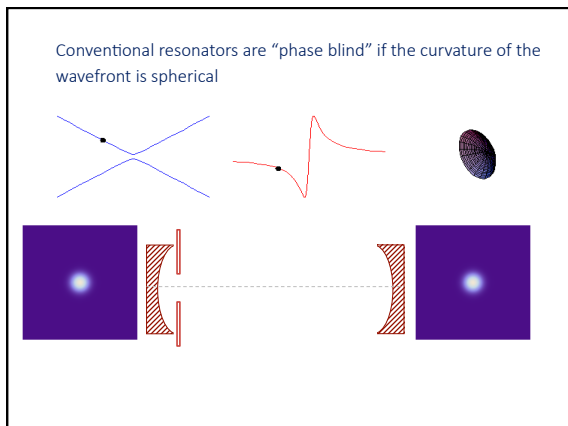 Conventional resonators are “phase blind” if the curvature of the
wavefront is spherical